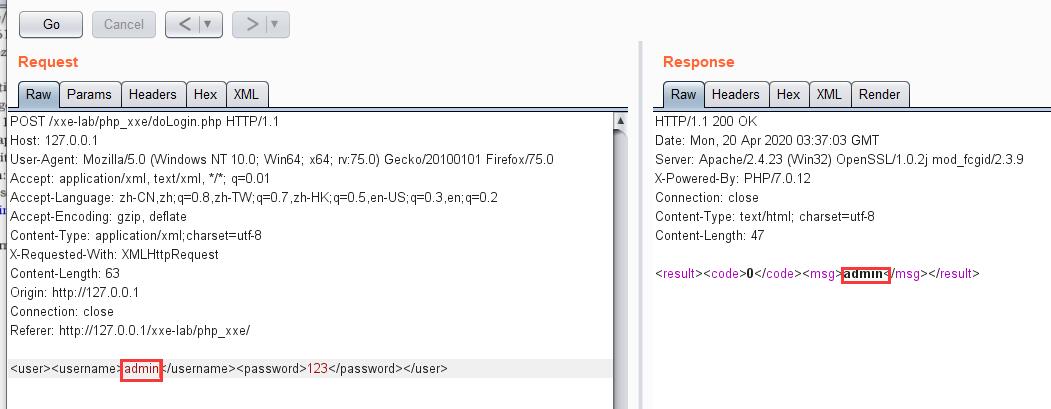 Go
Cancel
<
>
Request
Raw
Params
Headers
Hex
XML
POST /xxe-lab/php_xxe/doLogin.php HTTP/1.1
Host: 127.0.0.1
User-Agent: Mozilla/5.0 (Windows NT 10.0; Win64; x64; rv:75.0) Gecko/20100101 Firefox/75.0
Accept: application/xml, text/xml, */*; q=0.01
Accept-Language: zh-CN,zh;q=0.8,zh-TW;q=0.7,zh-HK;q=0.5,en-US;q=0.3,en;q=0.2
Accept-Encoding: gzip, deflate
Content-Type: application/xml;charset=utf-8
X-Requested-With: XMLHttpRequest
Content-Length: 63
Origin: http://127.0.0.1
Connection: close
Referer: http://127.0.0.1/xxe-lab/php_xxe/
<user><username>admin</username><password>123</password></user>
Response
Raw
Headers
Hex
XML
Render
HTTP/1.1 200 OK
Date: Mon, 20 Apr 2020 03:37:03 GMT
Server: Apache/2.4.23 (Win32) OpenSSL/1.0.2j mod_fcgid/2.3.9
X-Powered-By: PHP/7.0.12
Connection: close
Content-Type: text/html; charset=utf-8
Content-Length: 47
<result><code>0</code><msg>admin</msg></result>